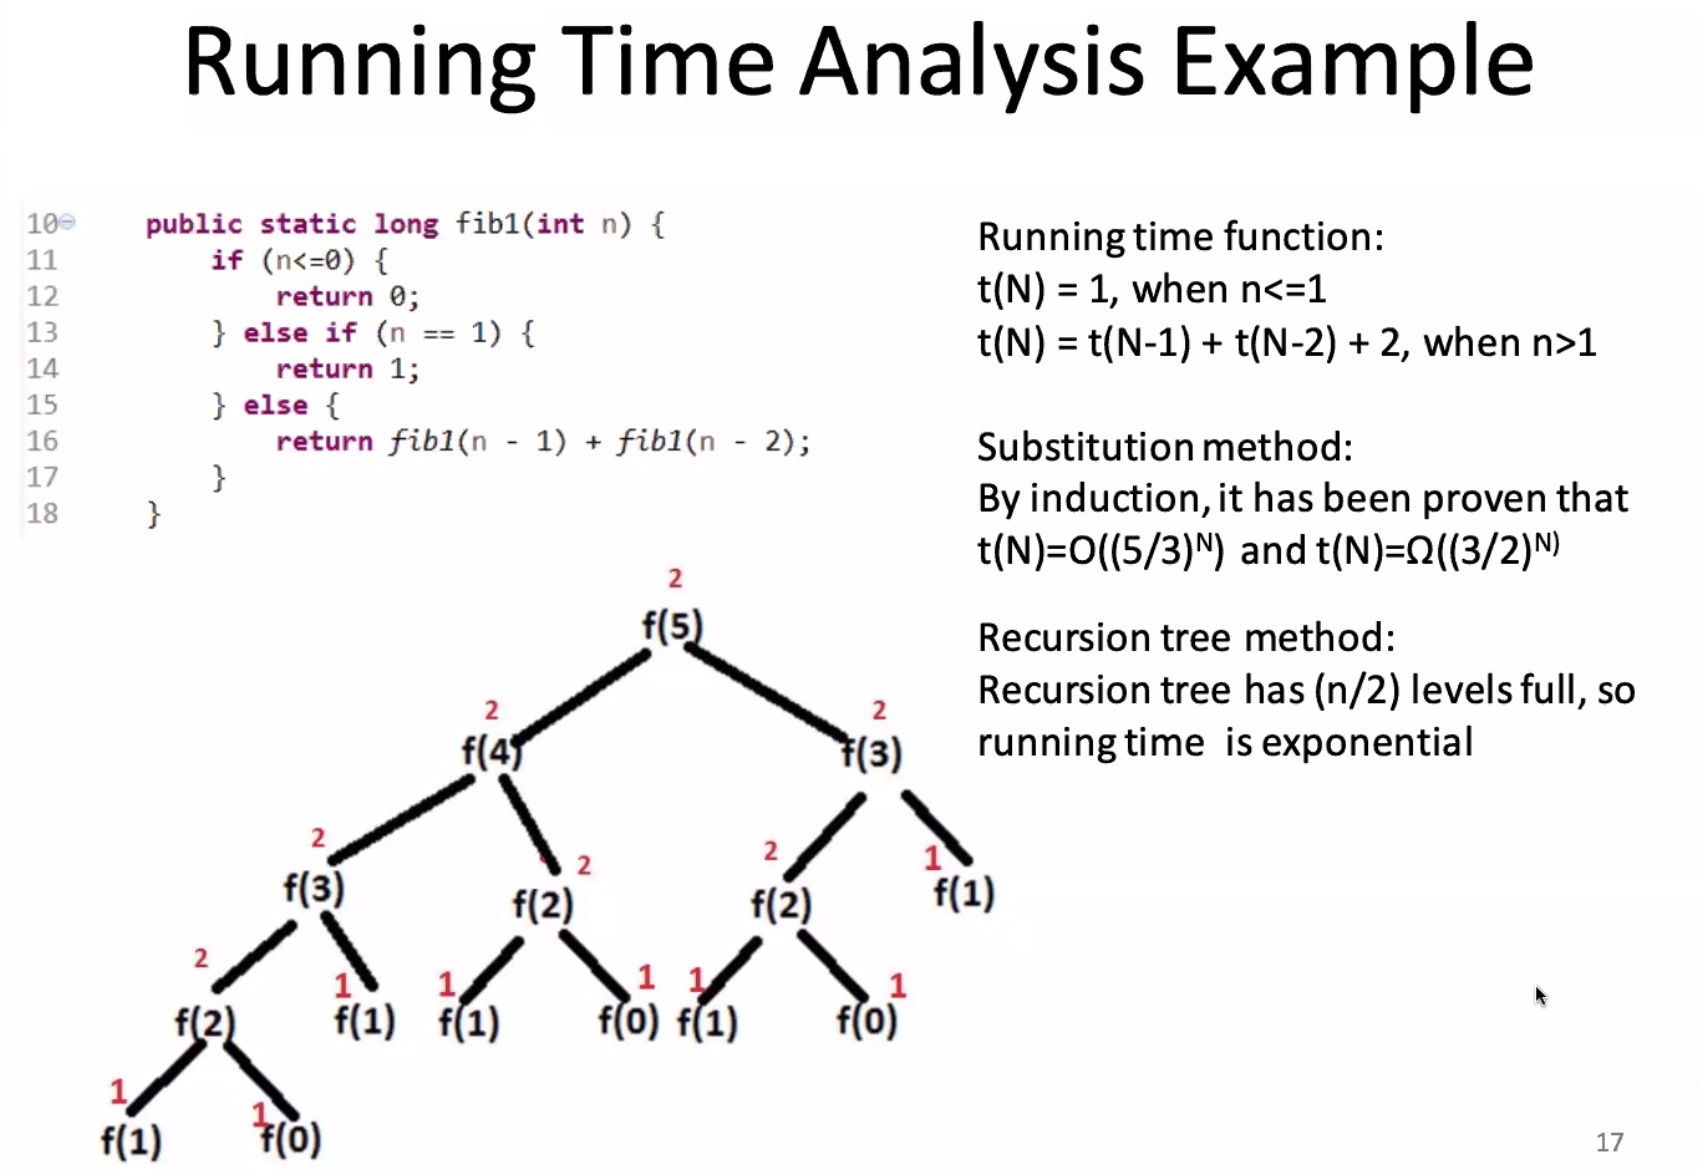 Running Time Analysis Example
10 public static long fib1(int n) {
11 if (n<=0) {
12 return 0;
13 } else if (n == 1) {
14 return 1;
15 } else {
16 return fib1(n - 1) + fib1(n - 2);
17 }
18 }
Running time function:
t(N) = 1, when n<=1
t(N) = t(N-1) + t(N-2) + 2, when n>1
Substitution method:
By induction, it has been proven that
t(N)=O((5/3)ᴺ) and t(N)=Ω((3/2)ᴺ⁾
Recursion tree method:
Recursion tree has (n/2) levels full, so
running time is exponential
2
f(5)
2 2
f(4) f(3)
2 2 2 1
f(3) f(2) f(2) f(1)
2 1 1 1 1 1
f(2) f(1) f(1) f(0) f(1) f(0)
1 1
f(1) f(0)
17